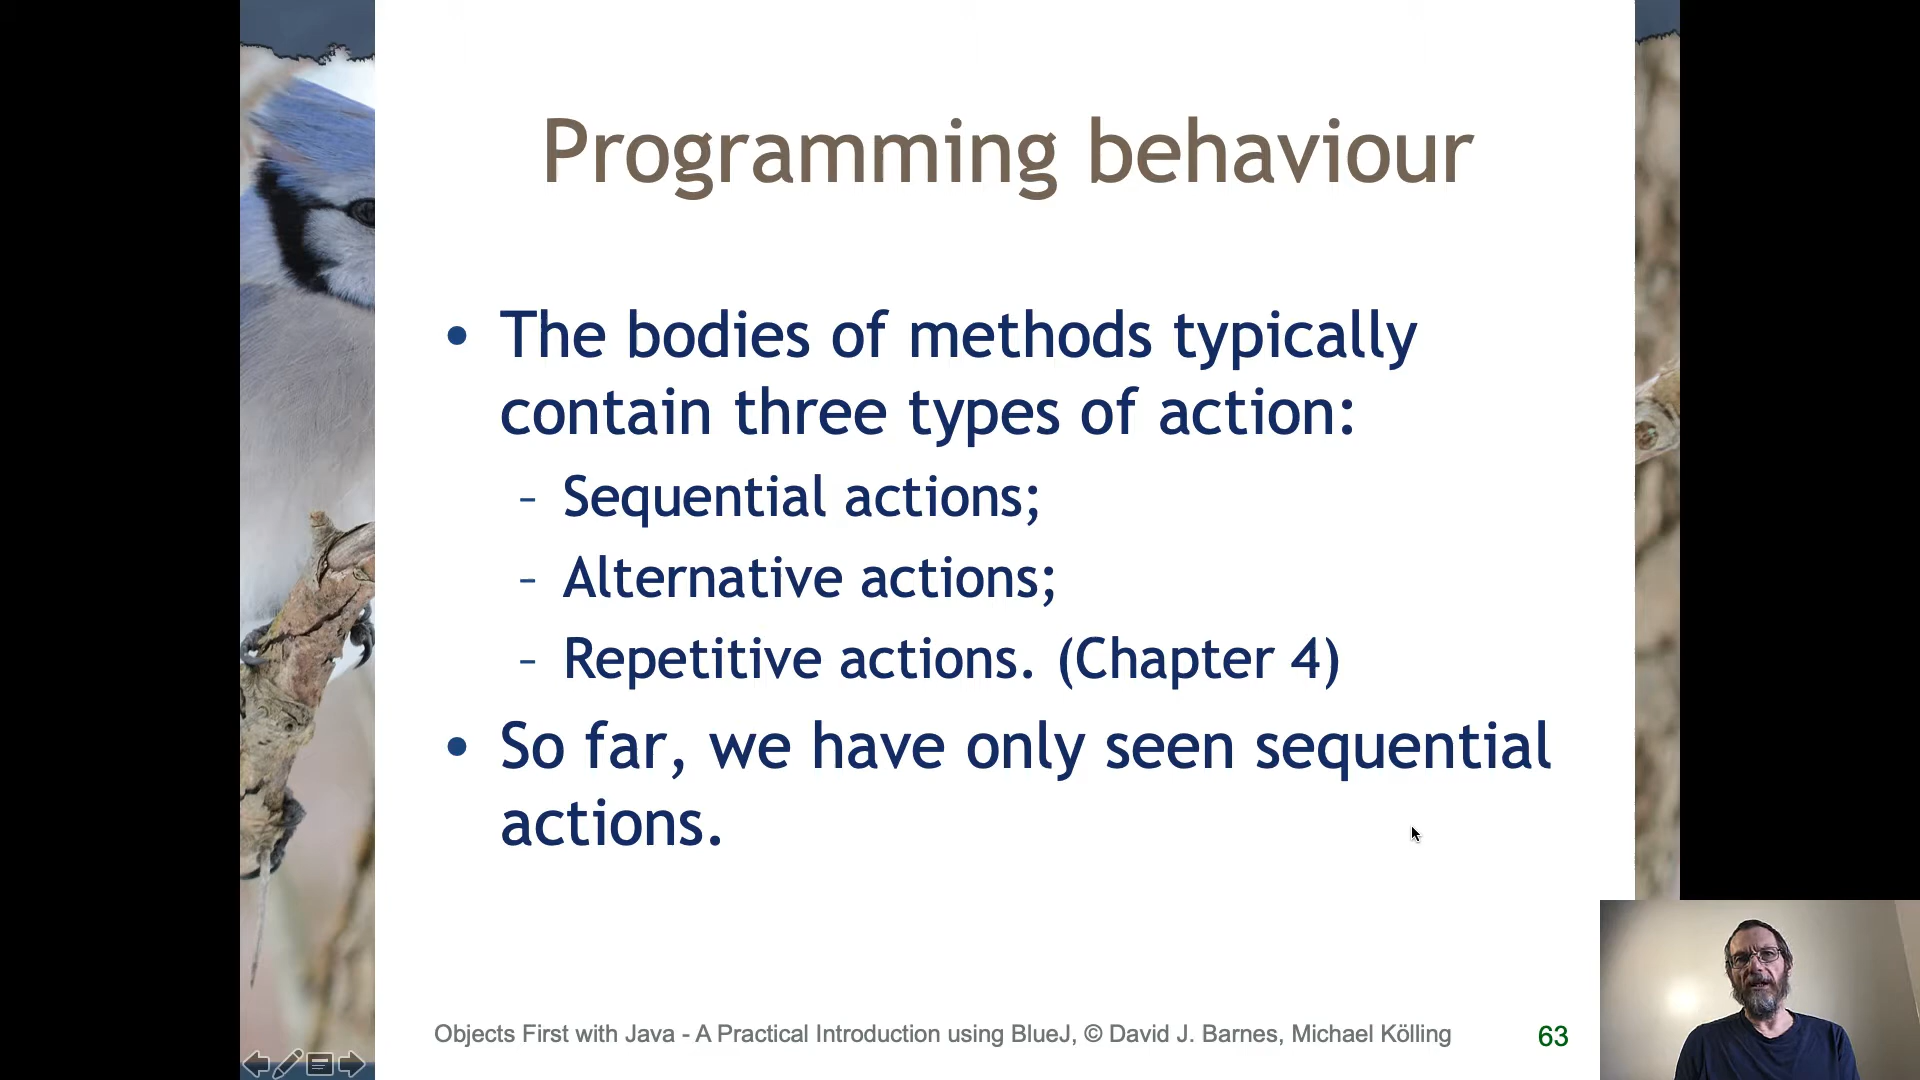 Programming behaviour
• The bodies of methods typically
contain three types of action:
– Sequential actions;
– Alternative actions;
– Repetitive actions. (Chapter 4)
• So far, we have only seen sequential
actions.
Objects First with Java - A Practical Introduction using BlueJ, © David J. Barnes, Michael Kölling
63